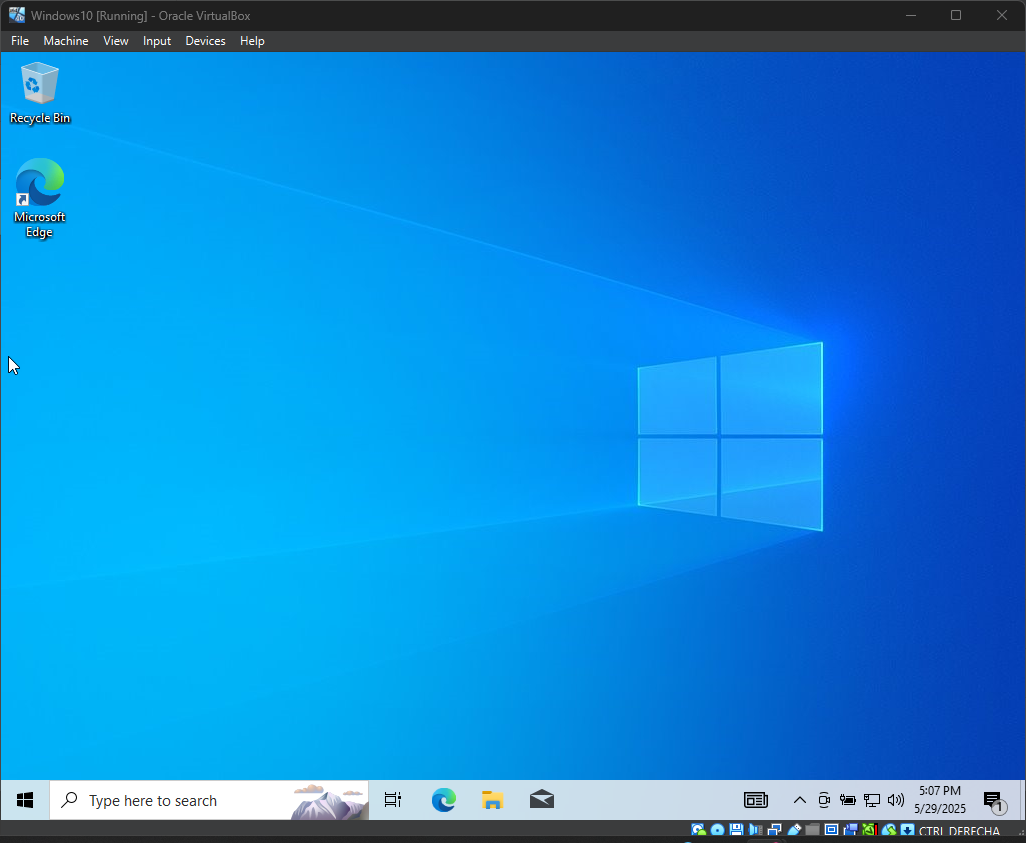 Windows10 [Running] - Oracle VirtualBox
File Machine View Input Devices Help
Recycle Bin
Microsoft
Edge
Type here to search
5:07 PM
5/29/2025
1
CTRL DERECHA